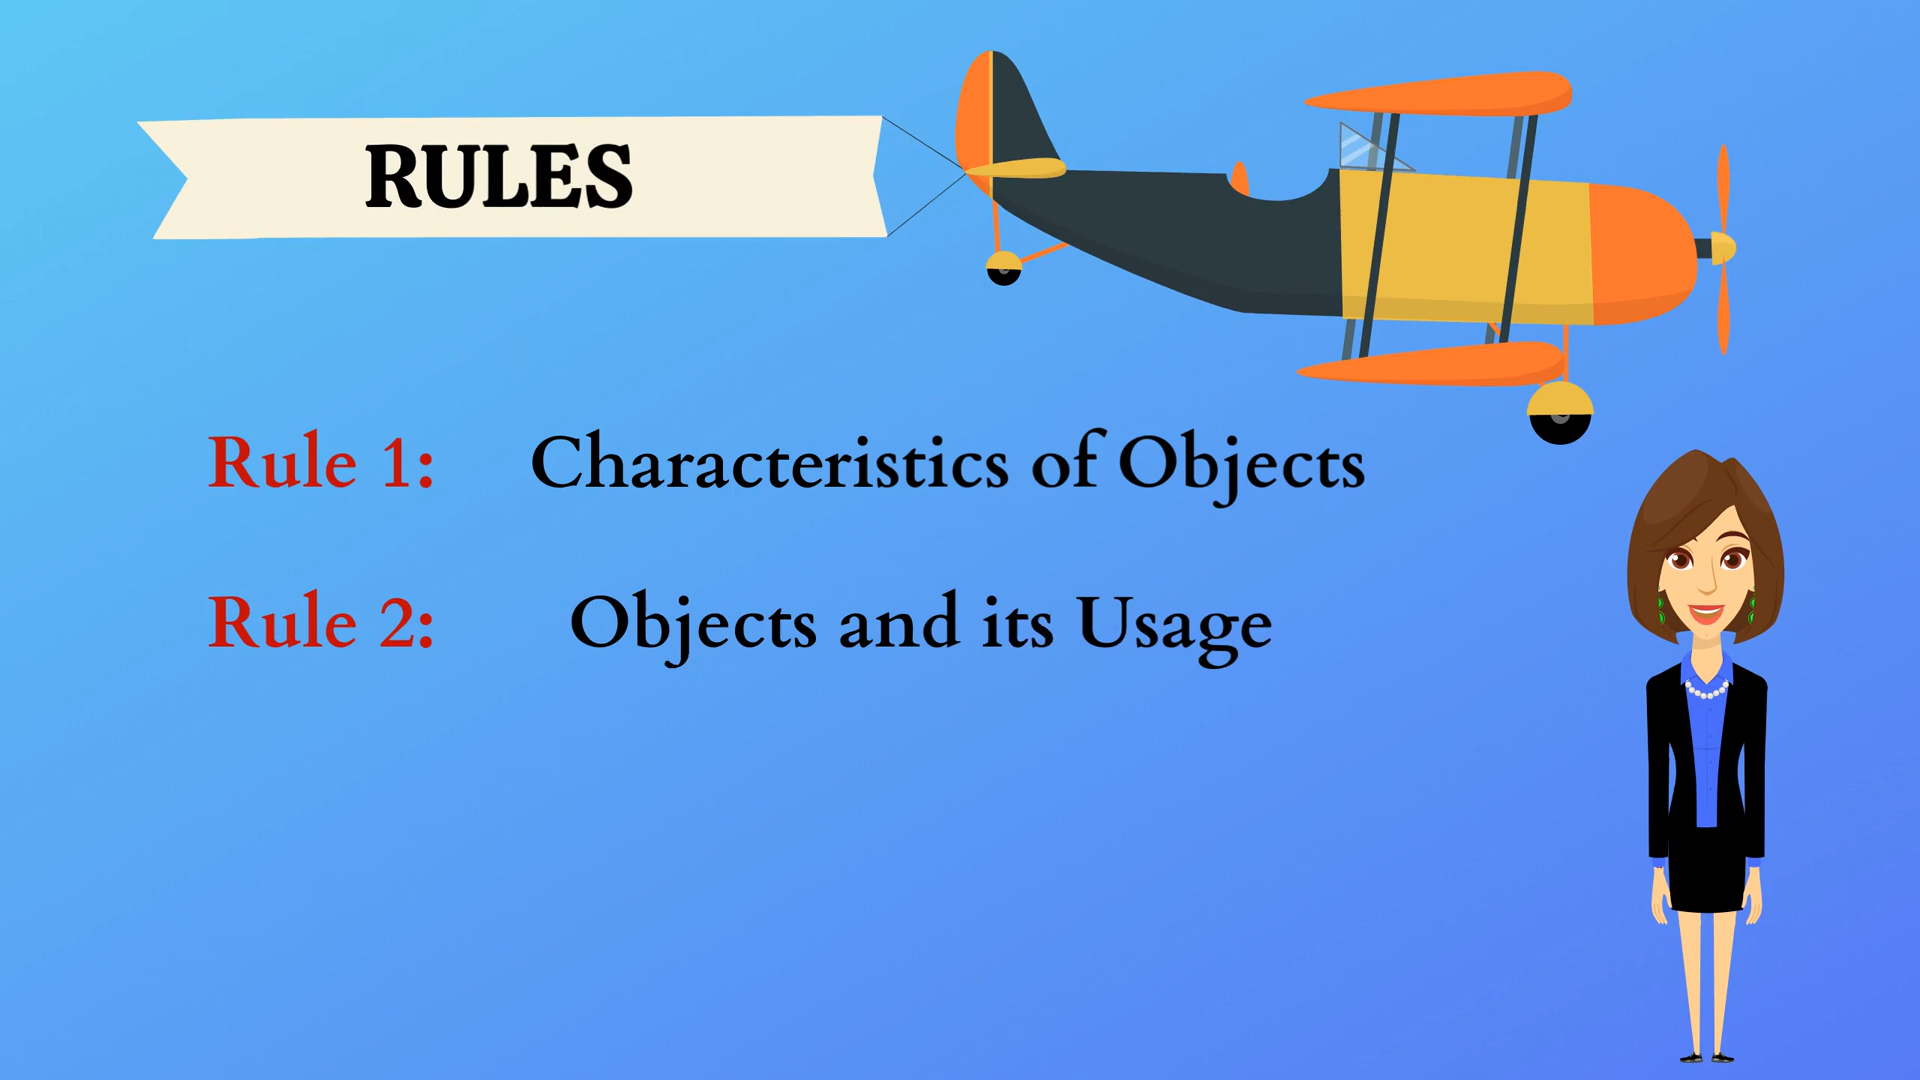 RULES
Rule 1: Characteristics of Objects
Rule 2: Objects and its Usage